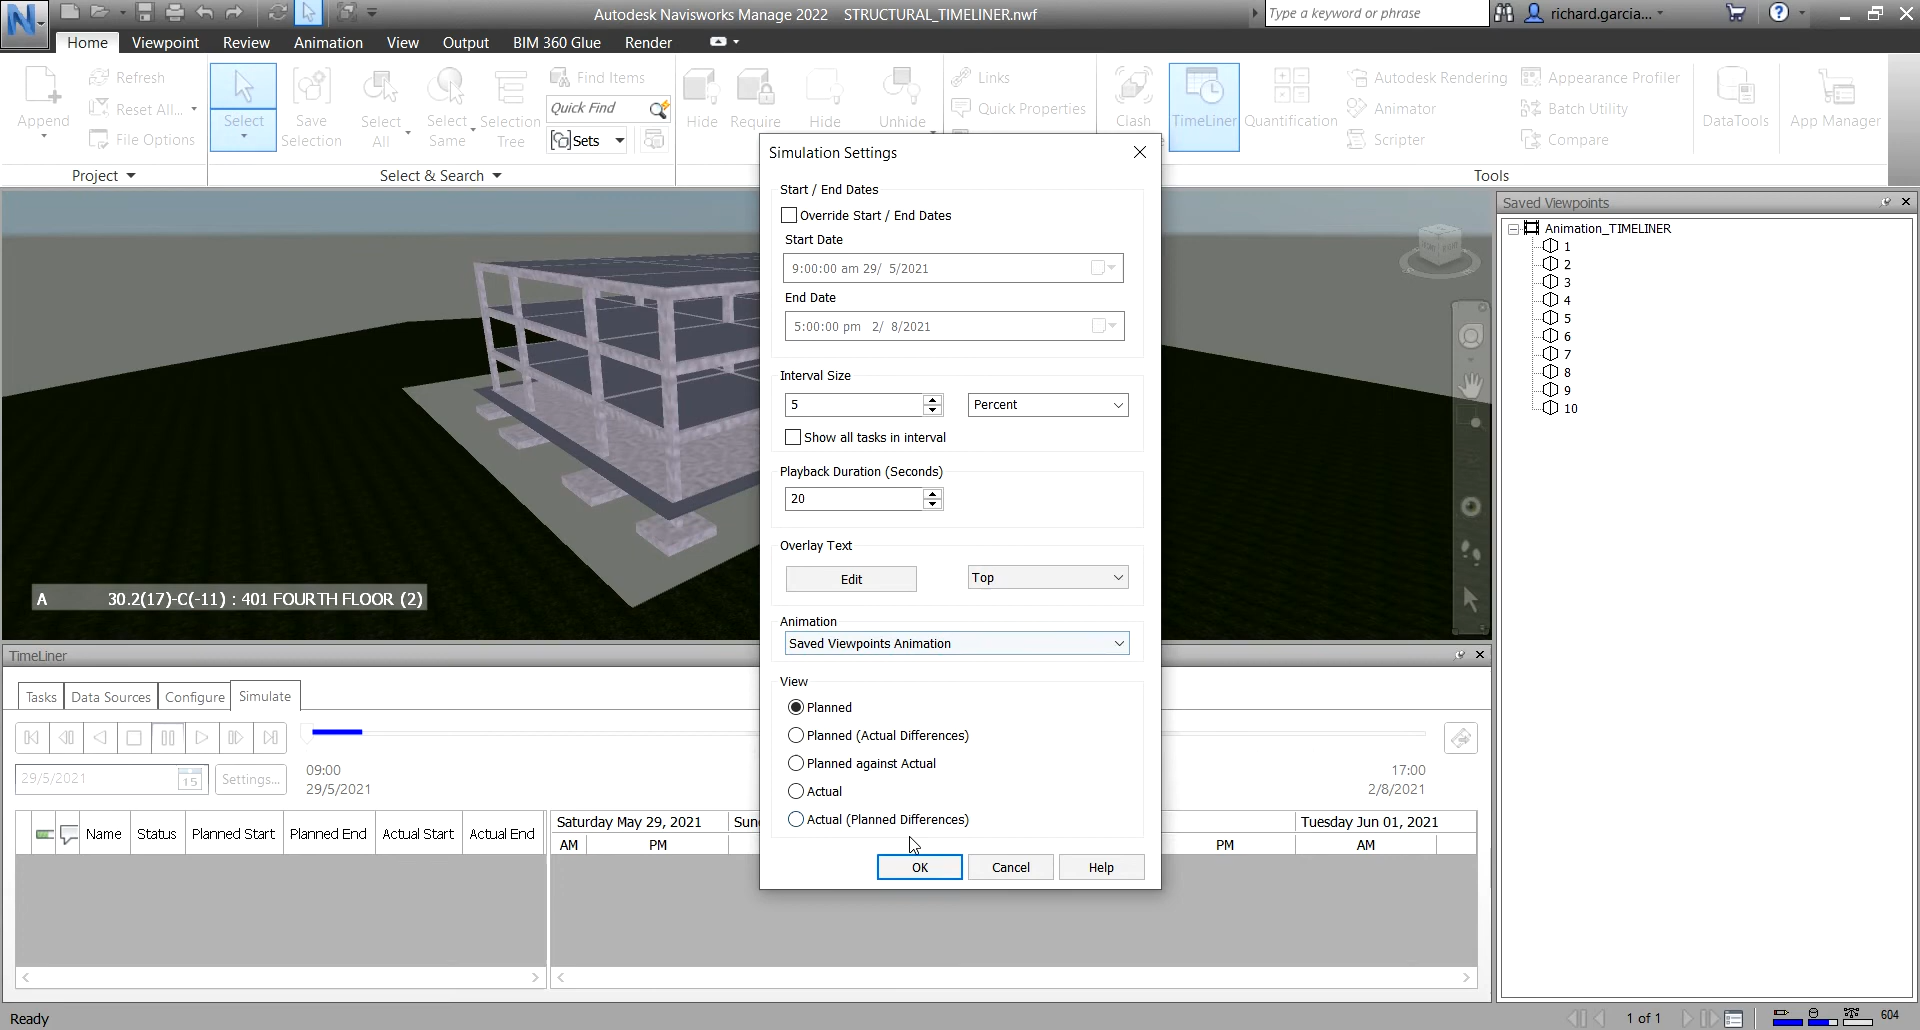 Autodesk Navisworks Manage 2022 STRUCTURAL_TIMELINER.nwf
Type a keyword or phrase
richard.garcia...
Home Viewpoint Review Animation View Output BIM 360 Glue Render
Append
Refresh
Reset All...
File Options
Project
Select
Save Selection
Select All
Select Same
Selection Tree
Find Items
Quick Find
Sets
Select & Search
Hide
Require
Hide
Unhide
Links
Quick Properties
Clash
TimeLiner
Quantification
Autodesk Rendering
Animator
Scripter
Appearance Profiler
Batch Utility
Compare
DataTools
App Manager
Tools
Simulation Settings
Start / End Dates
Override Start / End Dates
Start Date
9:00:00 am 29/ 5/2021
End Date
5:00:00 pm 2/ 8/2021
Interval Size
5 Percent
Show all tasks in interval
Playback Duration (Seconds)
20
Overlay Text
Edit Top
Animation
Saved Viewpoints Animation
View
Planned
Planned (Actual Differences)
Planned against Actual
Actual
Actual (Planned Differences)
OK Cancel Help
Saved Viewpoints
Animation_TIMELINER
1
2
3
4
5
6
7
8
9
10
A 30.2(17)-C(-11) : 401 FOURTH FLOOR (2)
TimeLiner
Tasks Data Sources Configure Simulate
29/5/2021 15 Settings...
09:00
29/5/2021
17:00
2/8/2021
Name Status Planned Start Planned End Actual Start Actual End
Saturday May 29, 2021 Sun Tuesday Jun 01, 2021
AM PM PM AM
Ready
1 of 1
604